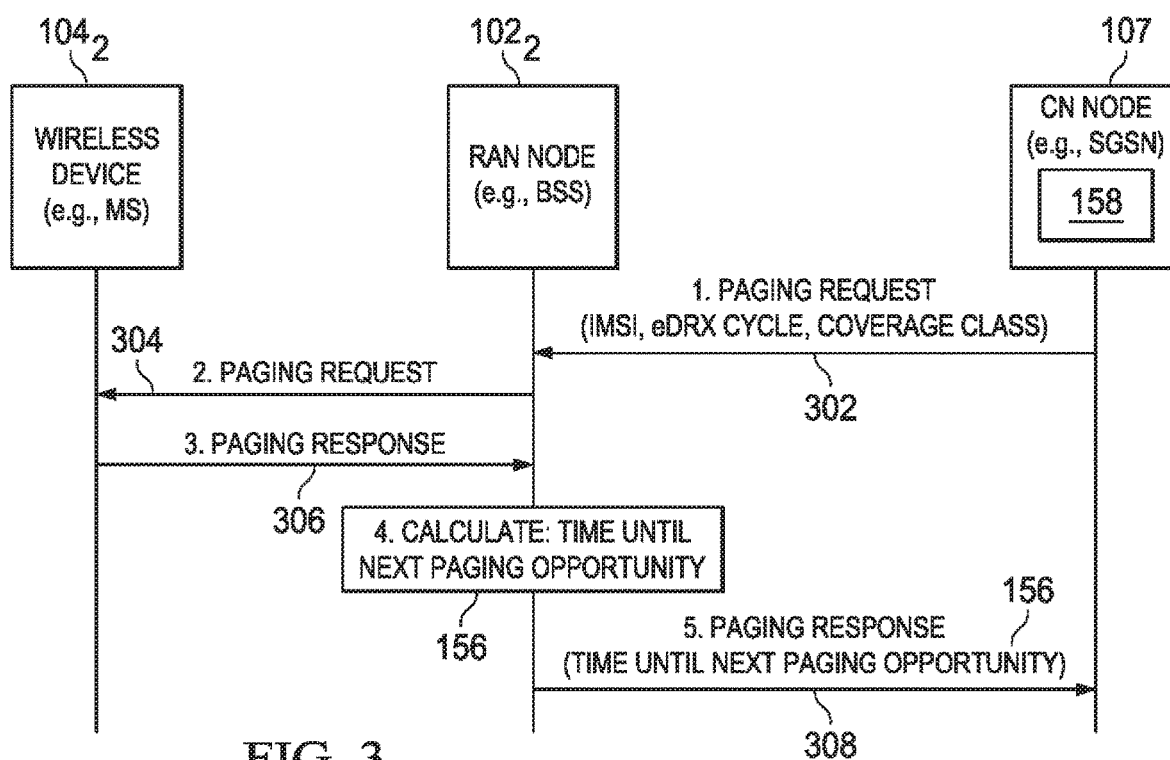 104₂
102₂
107
WIRELESS
DEVICE
(e.g., MS)
RAN NODE
(e.g., BSS)
CN NODE
(e.g., SGSN)
158
1. PAGING REQUEST
(IMSI, eDRX CYCLE, COVERAGE CLASS)
302
304
2. PAGING REQUEST
3. PAGING RESPONSE
306
4. CALCULATE: TIME UNTIL
NEXT PAGING OPPORTUNITY
156
5. PAGING RESPONSE
(TIME UNTIL NEXT PAGING OPPORTUNITY)
156
308
FIG. 3